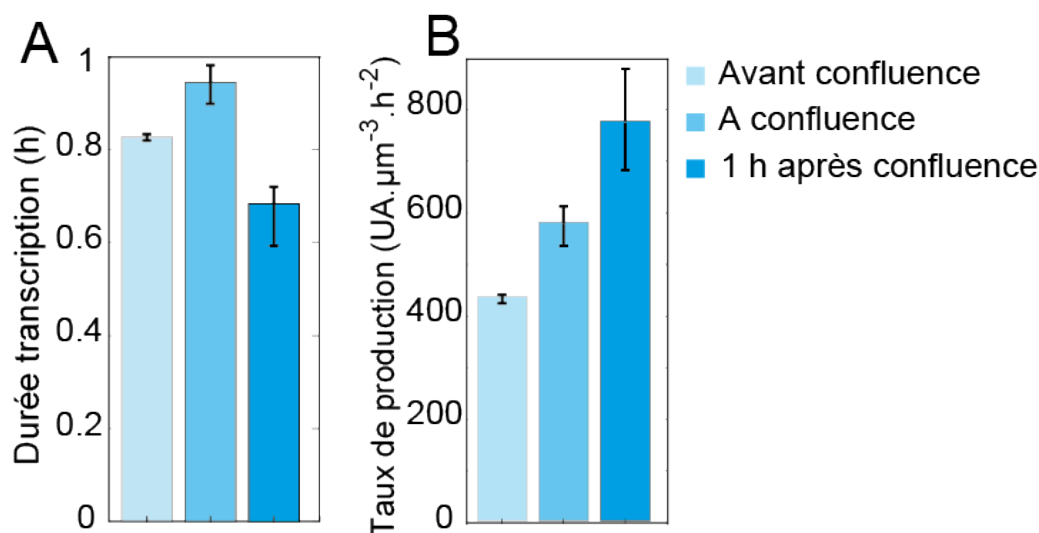 A
Durée transcription (h)
1
0.8
0.6
0.4
0.2
0
B
Taux de production (UA.µm⁻³.h⁻²)
800
600
400
200
0
Avant confluence
A confluence
1 h après confluence